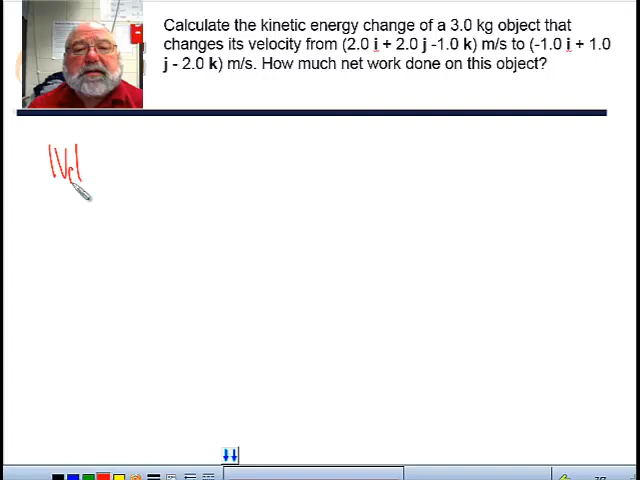 Calculate the kinetic energy change of a 3.0 kg object that
changes its velocity from (2.0 i + 2.0 j -1.0 k) m/s to (-1.0 i + 1.0
j - 2.0 k) m/s. How much net work done on this object?